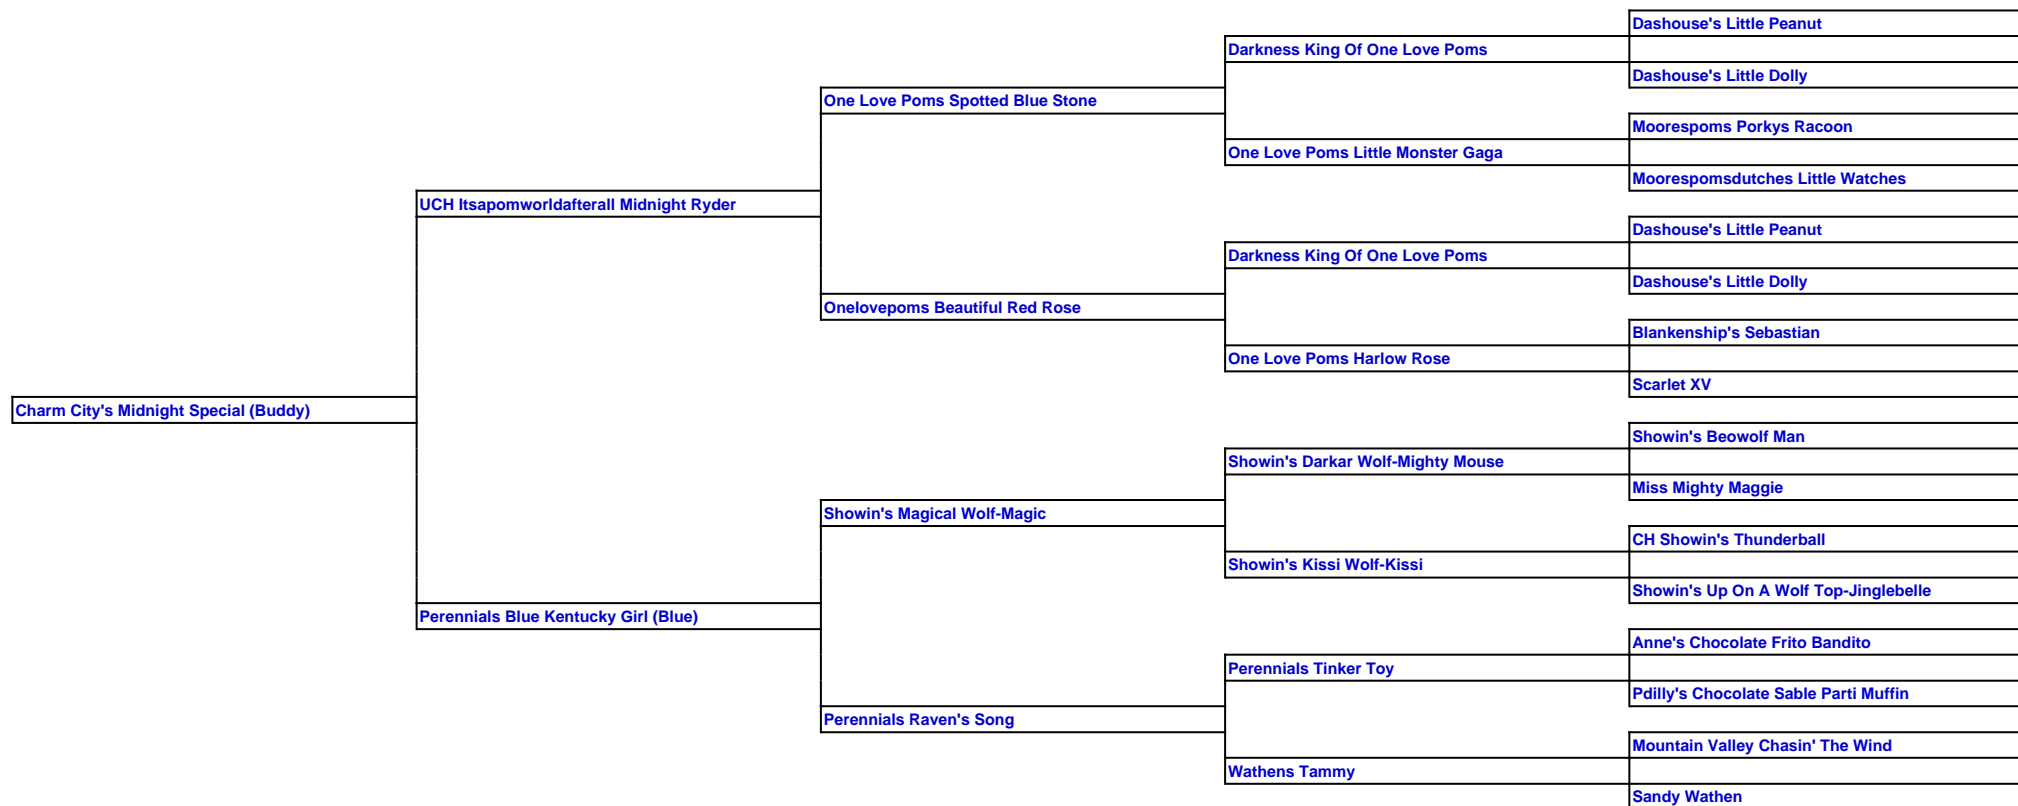 Dashouse's Little Peanut
Darkness King Of One Love Poms
Dashouse's Little Dolly
One Love Poms Spotted Blue Stone
Moorespoms Porkys Racoon
One Love Poms Little Monster Gaga
Moorespomsdutches Little Watches
UCH Itsapomworldafterall Midnight Ryder
Dashouse's Little Peanut
Darkness King Of One Love Poms
Dashouse's Little Dolly
Onelovepoms Beautiful Red Rose
Blankenship's Sebastian
One Love Poms Harlow Rose
Scarlet XV
Charm City's Midnight Special (Buddy)
Showin's Beowolf Man
Showin's Darkar Wolf-Mighty Mouse
Miss Mighty Maggie
Showin's Magical Wolf-Magic
CH Showin's Thunderball
Showin's Kissi Wolf-Kissi
Showin's Up On A Wolf Top-Jinglebelle
Perennials Blue Kentucky Girl (Blue)
Anne's Chocolate Frito Bandito
Perennials Tinker Toy
Pdilly's Chocolate Sable Parti Muffin
Perennials Raven's Song
Mountain Valley Chasin' The Wind
Wathens Tammy
Sandy Wathen